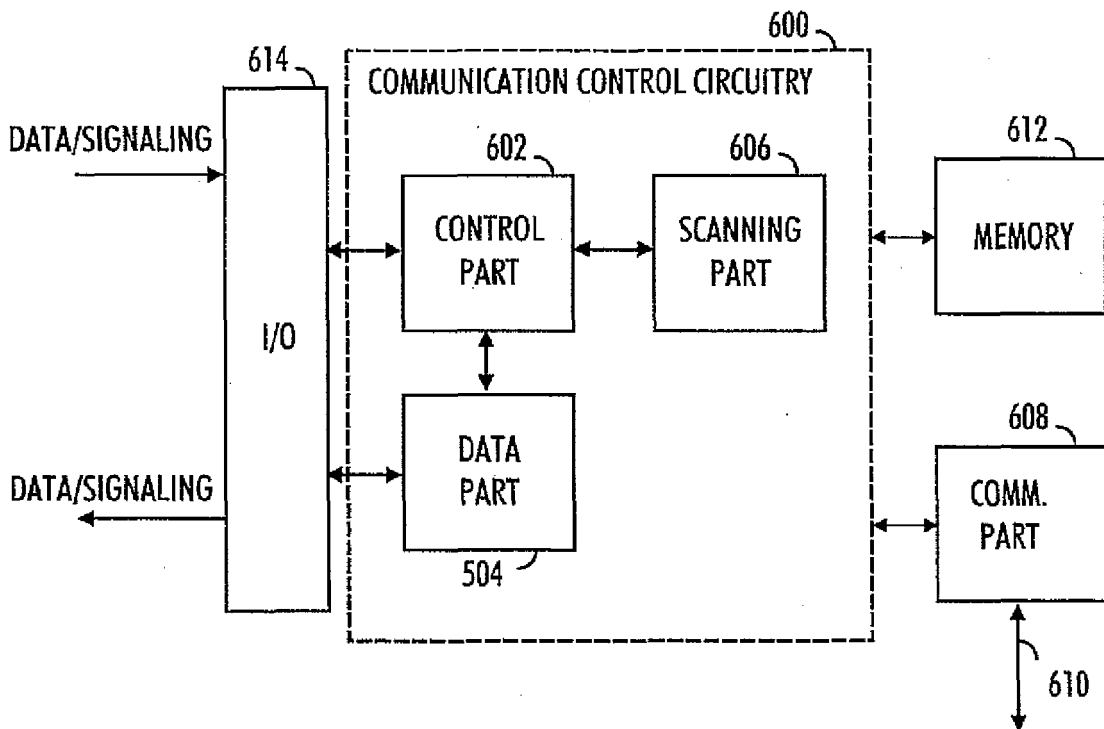 600
614
COMMUNICATION CONTROL CIRCUITRY
DATA/SIGNALING
602
606
612
CONTROL
PART
SCANNING
PART
MEMORY
I/O
608
DATA
PART
COMM.
PART
DATA/SIGNALING
504
610